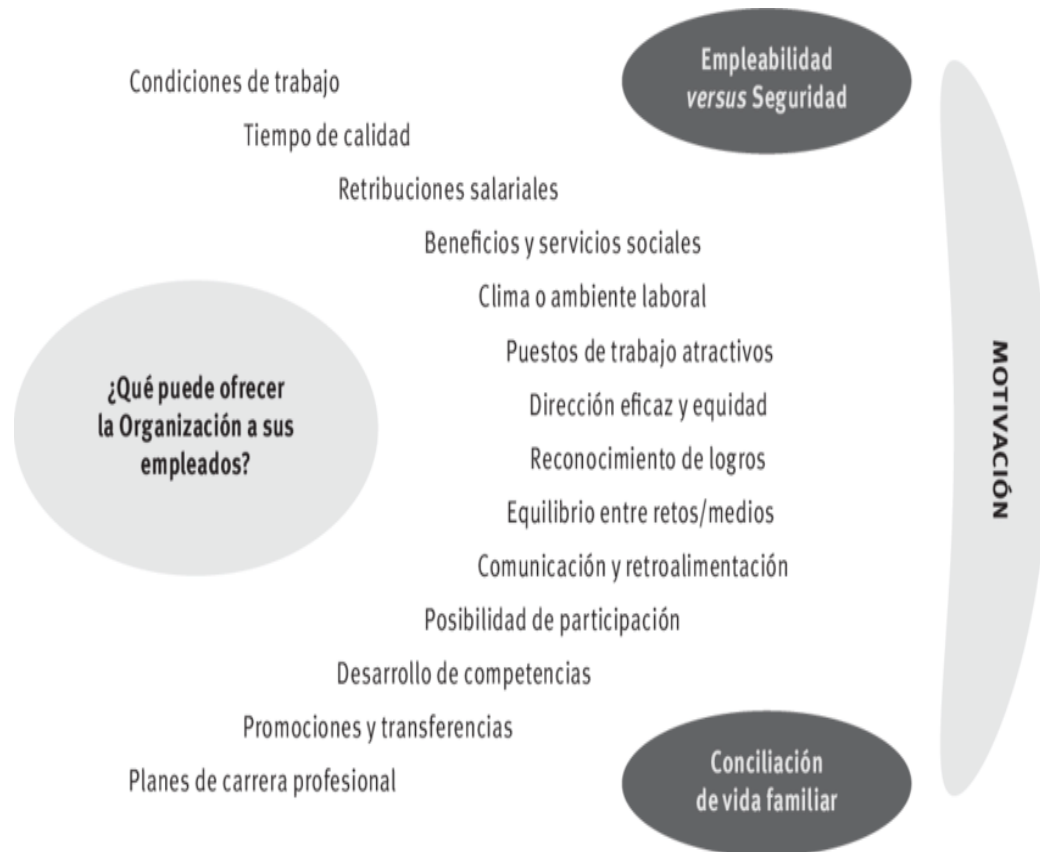 Empleabilidad
versus Seguridad
Condiciones de trabajo
Tiempo de calidad
Retribuciones salariales
Beneficios y servicios sociales
Clima o ambiente laboral
Puestos de trabajo atractivos
¿Qué puede ofrecer
la Organización a sus
empleados?
Dirección eficaz y equidad
Reconocimiento de logros
Equilibrio entre retos/medios
Comunicación y retroalimentación
Posibilidad de participación
Desarrollo de competencias
Promociones y transferencias
Planes de carrera profesional
Conciliación
de vida familiar
MOTIVACIÓN